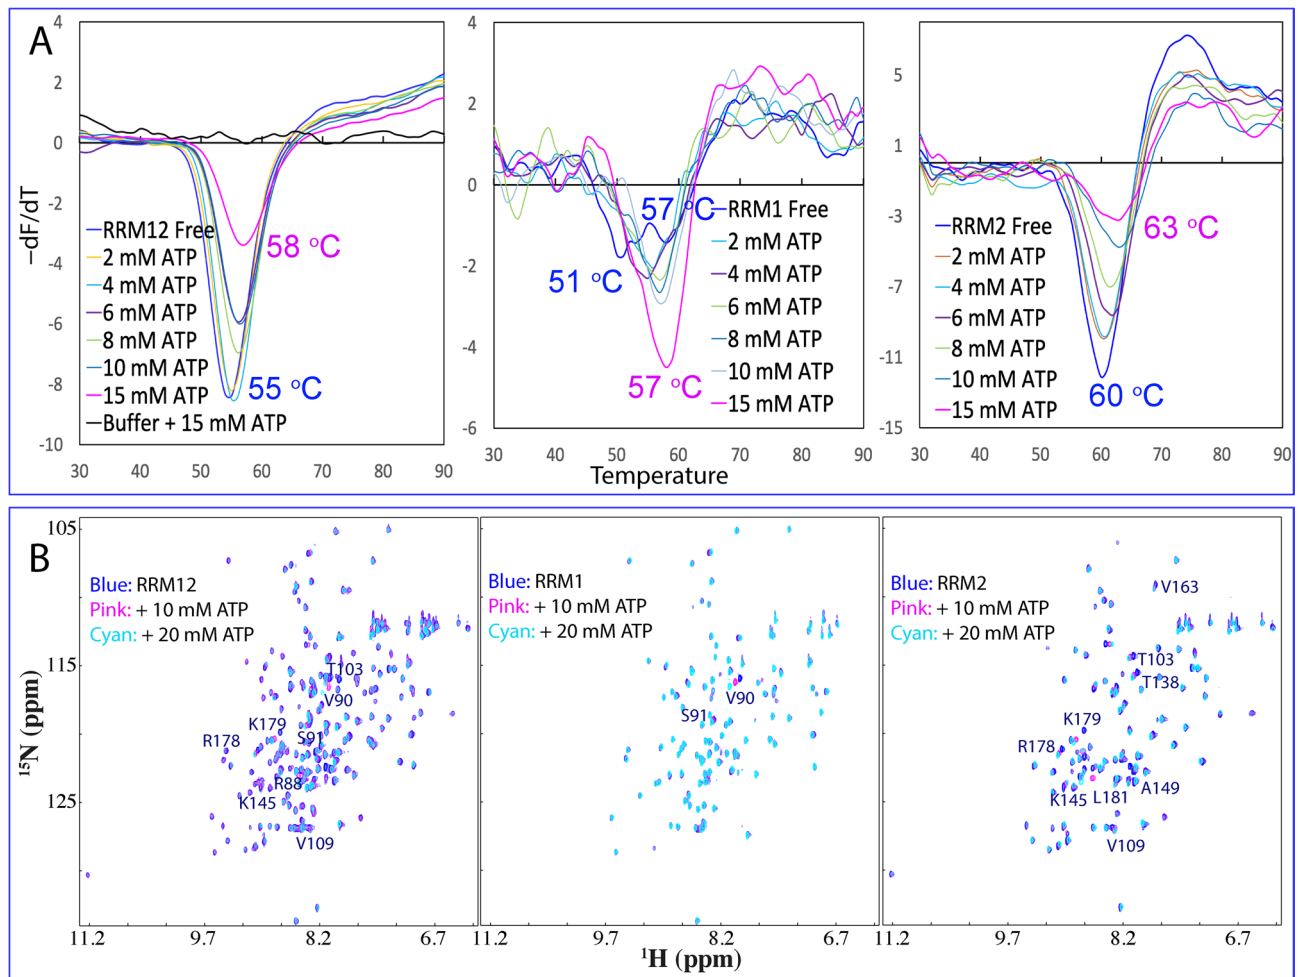 A
4
2
0
-2
-4
-6
-8
-10
−dF/dT
RRM12 Free
2 mM ATP
4 mM ATP
6 mM ATP
8 mM ATP
10 mM ATP
15 mM ATP
Buffer + 15 mM ATP
58 °C
55 °C
30 40 50 60 70 80 90
4
2
0
-2
-4
-6
57 °C
51 °C
57 °C
RRM1 Free
2 mM ATP
4 mM ATP
6 mM ATP
8 mM ATP
10 mM ATP
15 mM ATP
30 40 50 60 70 80 90
Temperature
5
1
-3
-7
-11
-15
RRM2 Free
2 mM ATP
4 mM ATP
6 mM ATP
8 mM ATP
10 mM ATP
15 mM ATP
63 °C
60 °C
30 40 50 60 70 80 90
B
105
115
125
¹⁵N (ppm)
Blue: RRM12
Pink: + 10 mM ATP
Cyan: + 20 mM ATP
T103
V90
K179
R178
S91
R88
K145
V109
11.2 9.7 8.2 6.7
Blue: RRM1
Pink: + 10 mM ATP
Cyan: + 20 mM ATP
V90
S91
11.2 9.7 8.2 6.7
¹H (ppm)
Blue: RRM2
Pink: + 10 mM ATP
Cyan: + 20 mM ATP
V163
T103
T138
K179
R178
A149
K145
L181
V109
11.2 9.7 8.2 6.7